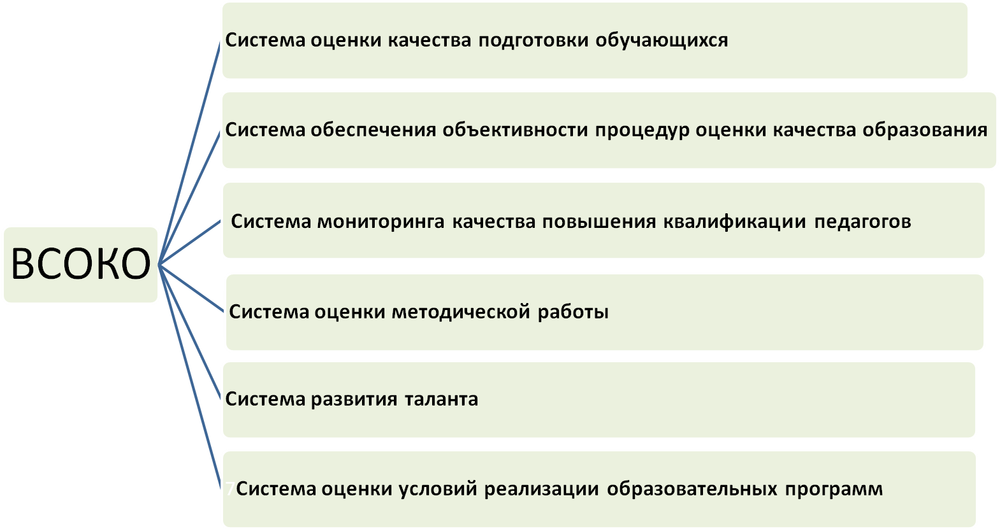 Система оценки качества подготовки обучающихся
Система обеспечения объективности процедур оценки качества образования
Система мониторинга качества повышения квалификации педагогов
ВСОКО
Система оценки методической работы
Система развития таланта
7Система оценки условий реализации образовательных программ